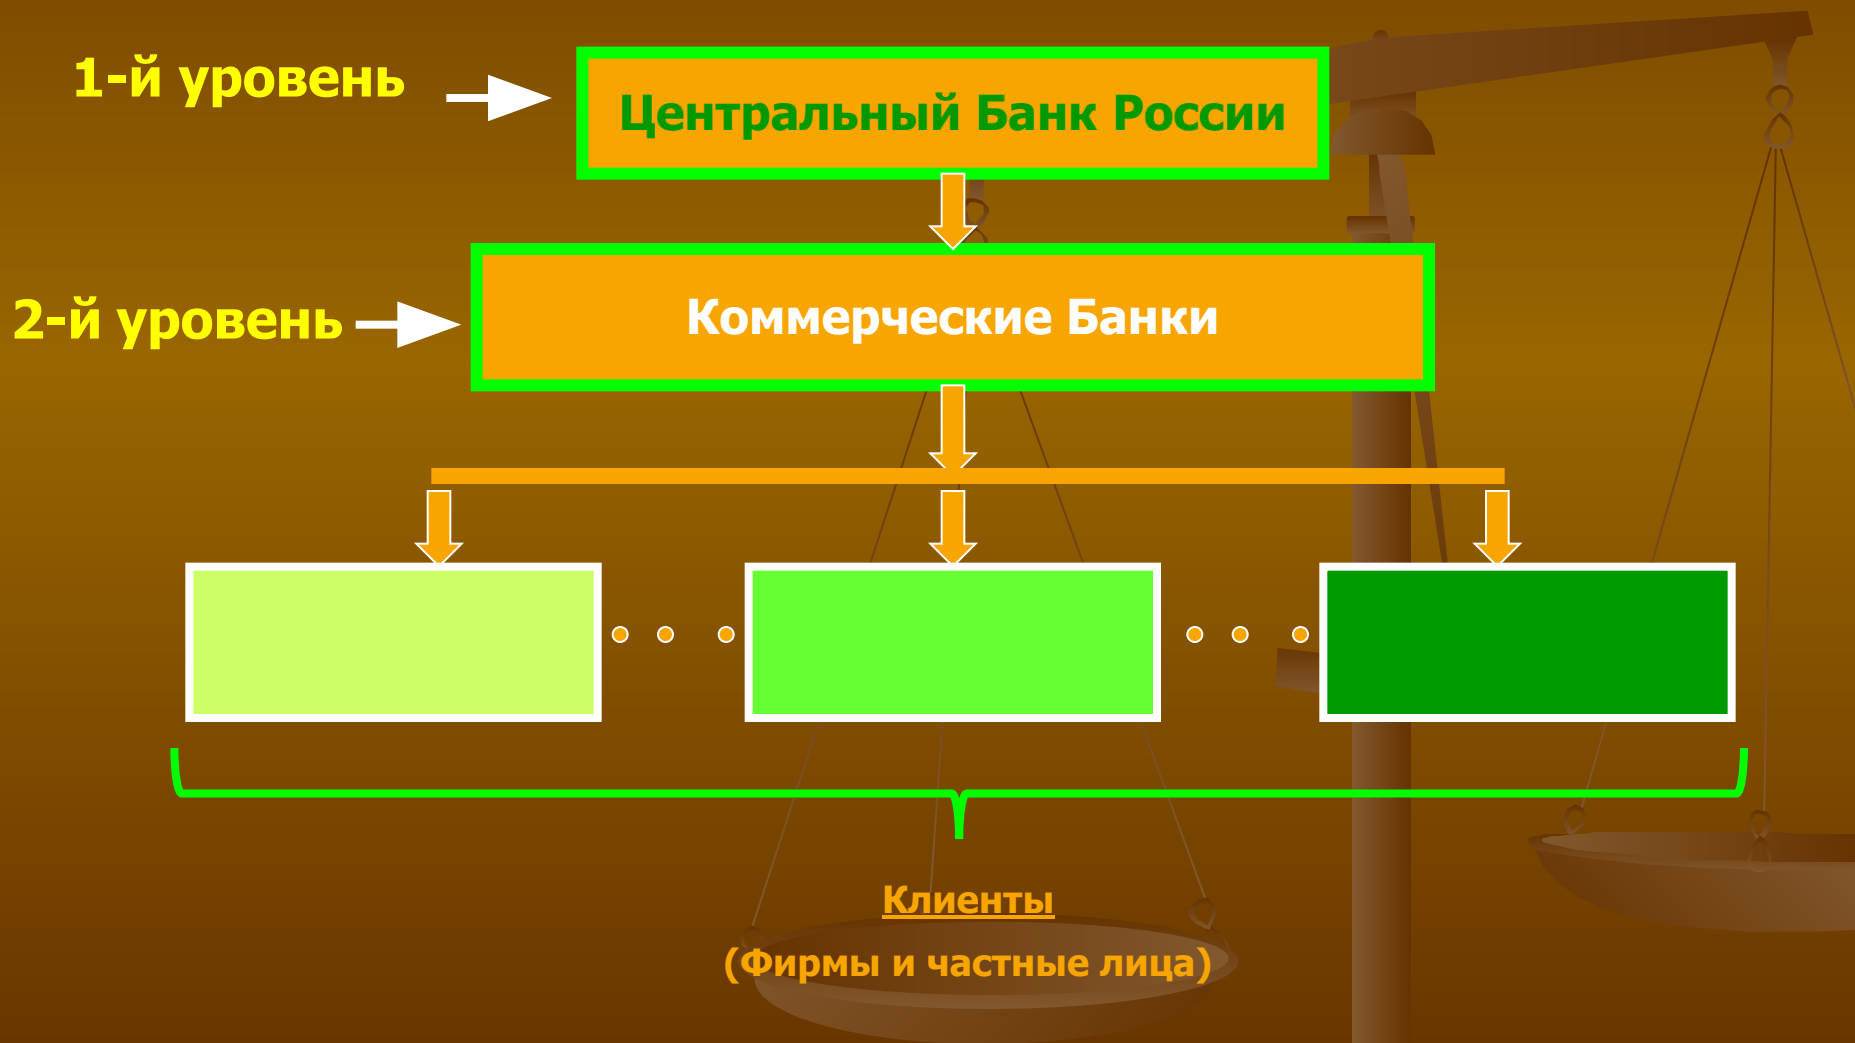 1-й уровень
Центральный Банк России
2-й уровень
Коммерческие Банки
Клиенты
(Фирмы и частные лица)